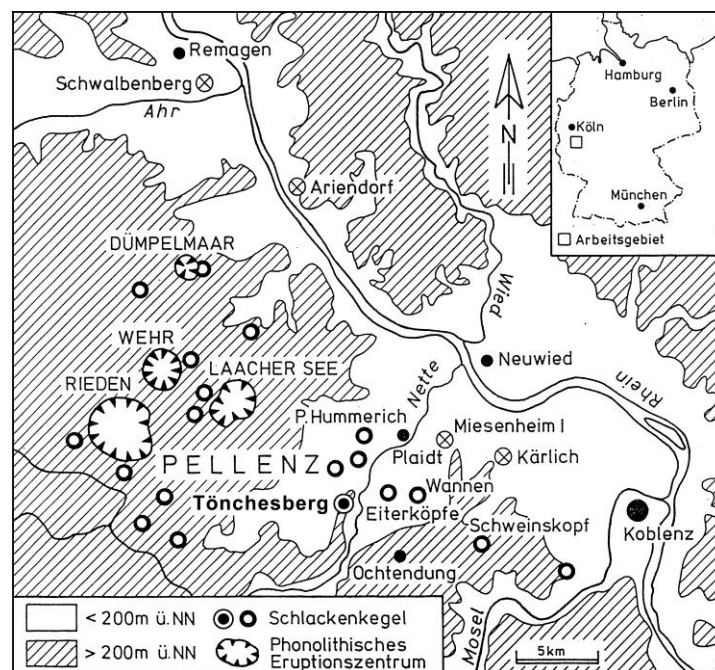 Remagen
Schwalbenberg
Ahr
Ariendorf
N
Hamburg
Berlin
Köln
München
Arbeitsgebiet
DÜMPELMAAR
Wied
WEHR
LAACHER SEE
RIEDEN
Neuwied
Rhein
Nette
P. Hummerich
Miesenheim I
Plaidt
Kärlich
PELLENZ
Tönchesberg
Wannen
Eiterköpfe
Schweinskopf
Koblenz
Ochtendung
Mosel
5km
< 200m ü. NN
Schlackenkegel
> 200m ü. NN
Phonolithisches
Eruptionszentrum